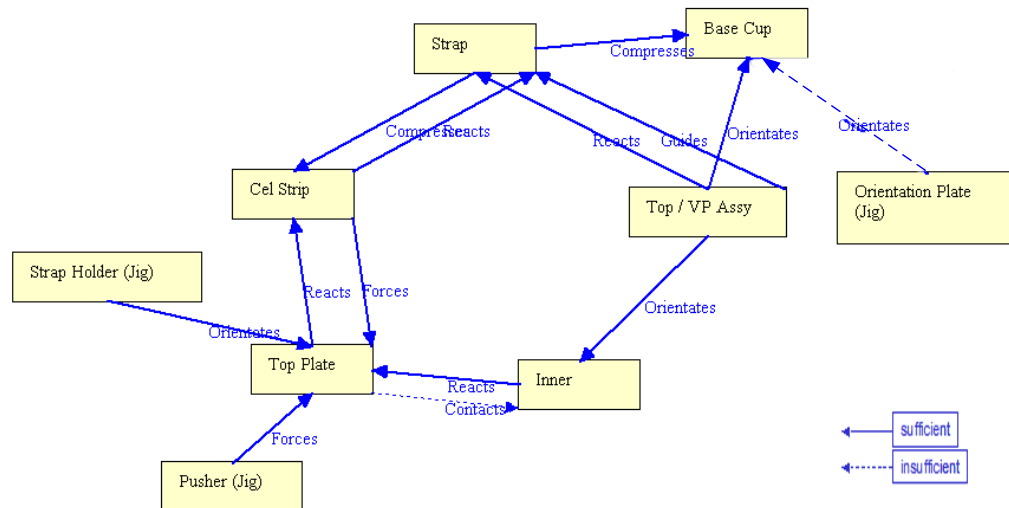 Base Cup
Strap
Compresses
Compresses
Reacts
Reacts
Guides
Orientates
Orientates
Cel Strip
Top / VP Assy
Orientation Plate
(Jig)
Strap Holder (Jig)
Reacts
Forces
Orientates
Orientates
Top Plate
Inner
Reacts
Contacts
Forces
Pusher (Jig)
sufficient
insufficient